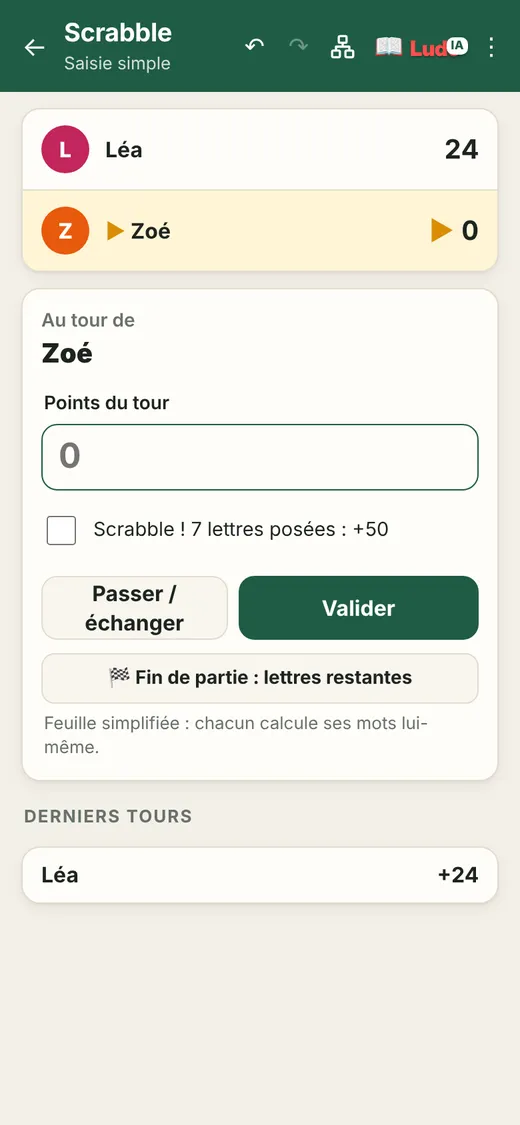 Scrabble
Saisie simple
LudIA
L
Léa
24
Z
Zoé
0
Au tour de
Zoé
Points du tour
0
Scrabble ! 7 lettres posées : +50
Passer /
échanger
Valider
Fin de partie : lettres restantes
Feuille simplifiée : chacun calcule ses mots lui-
même.
DERNIERS TOURS
Léa
+24